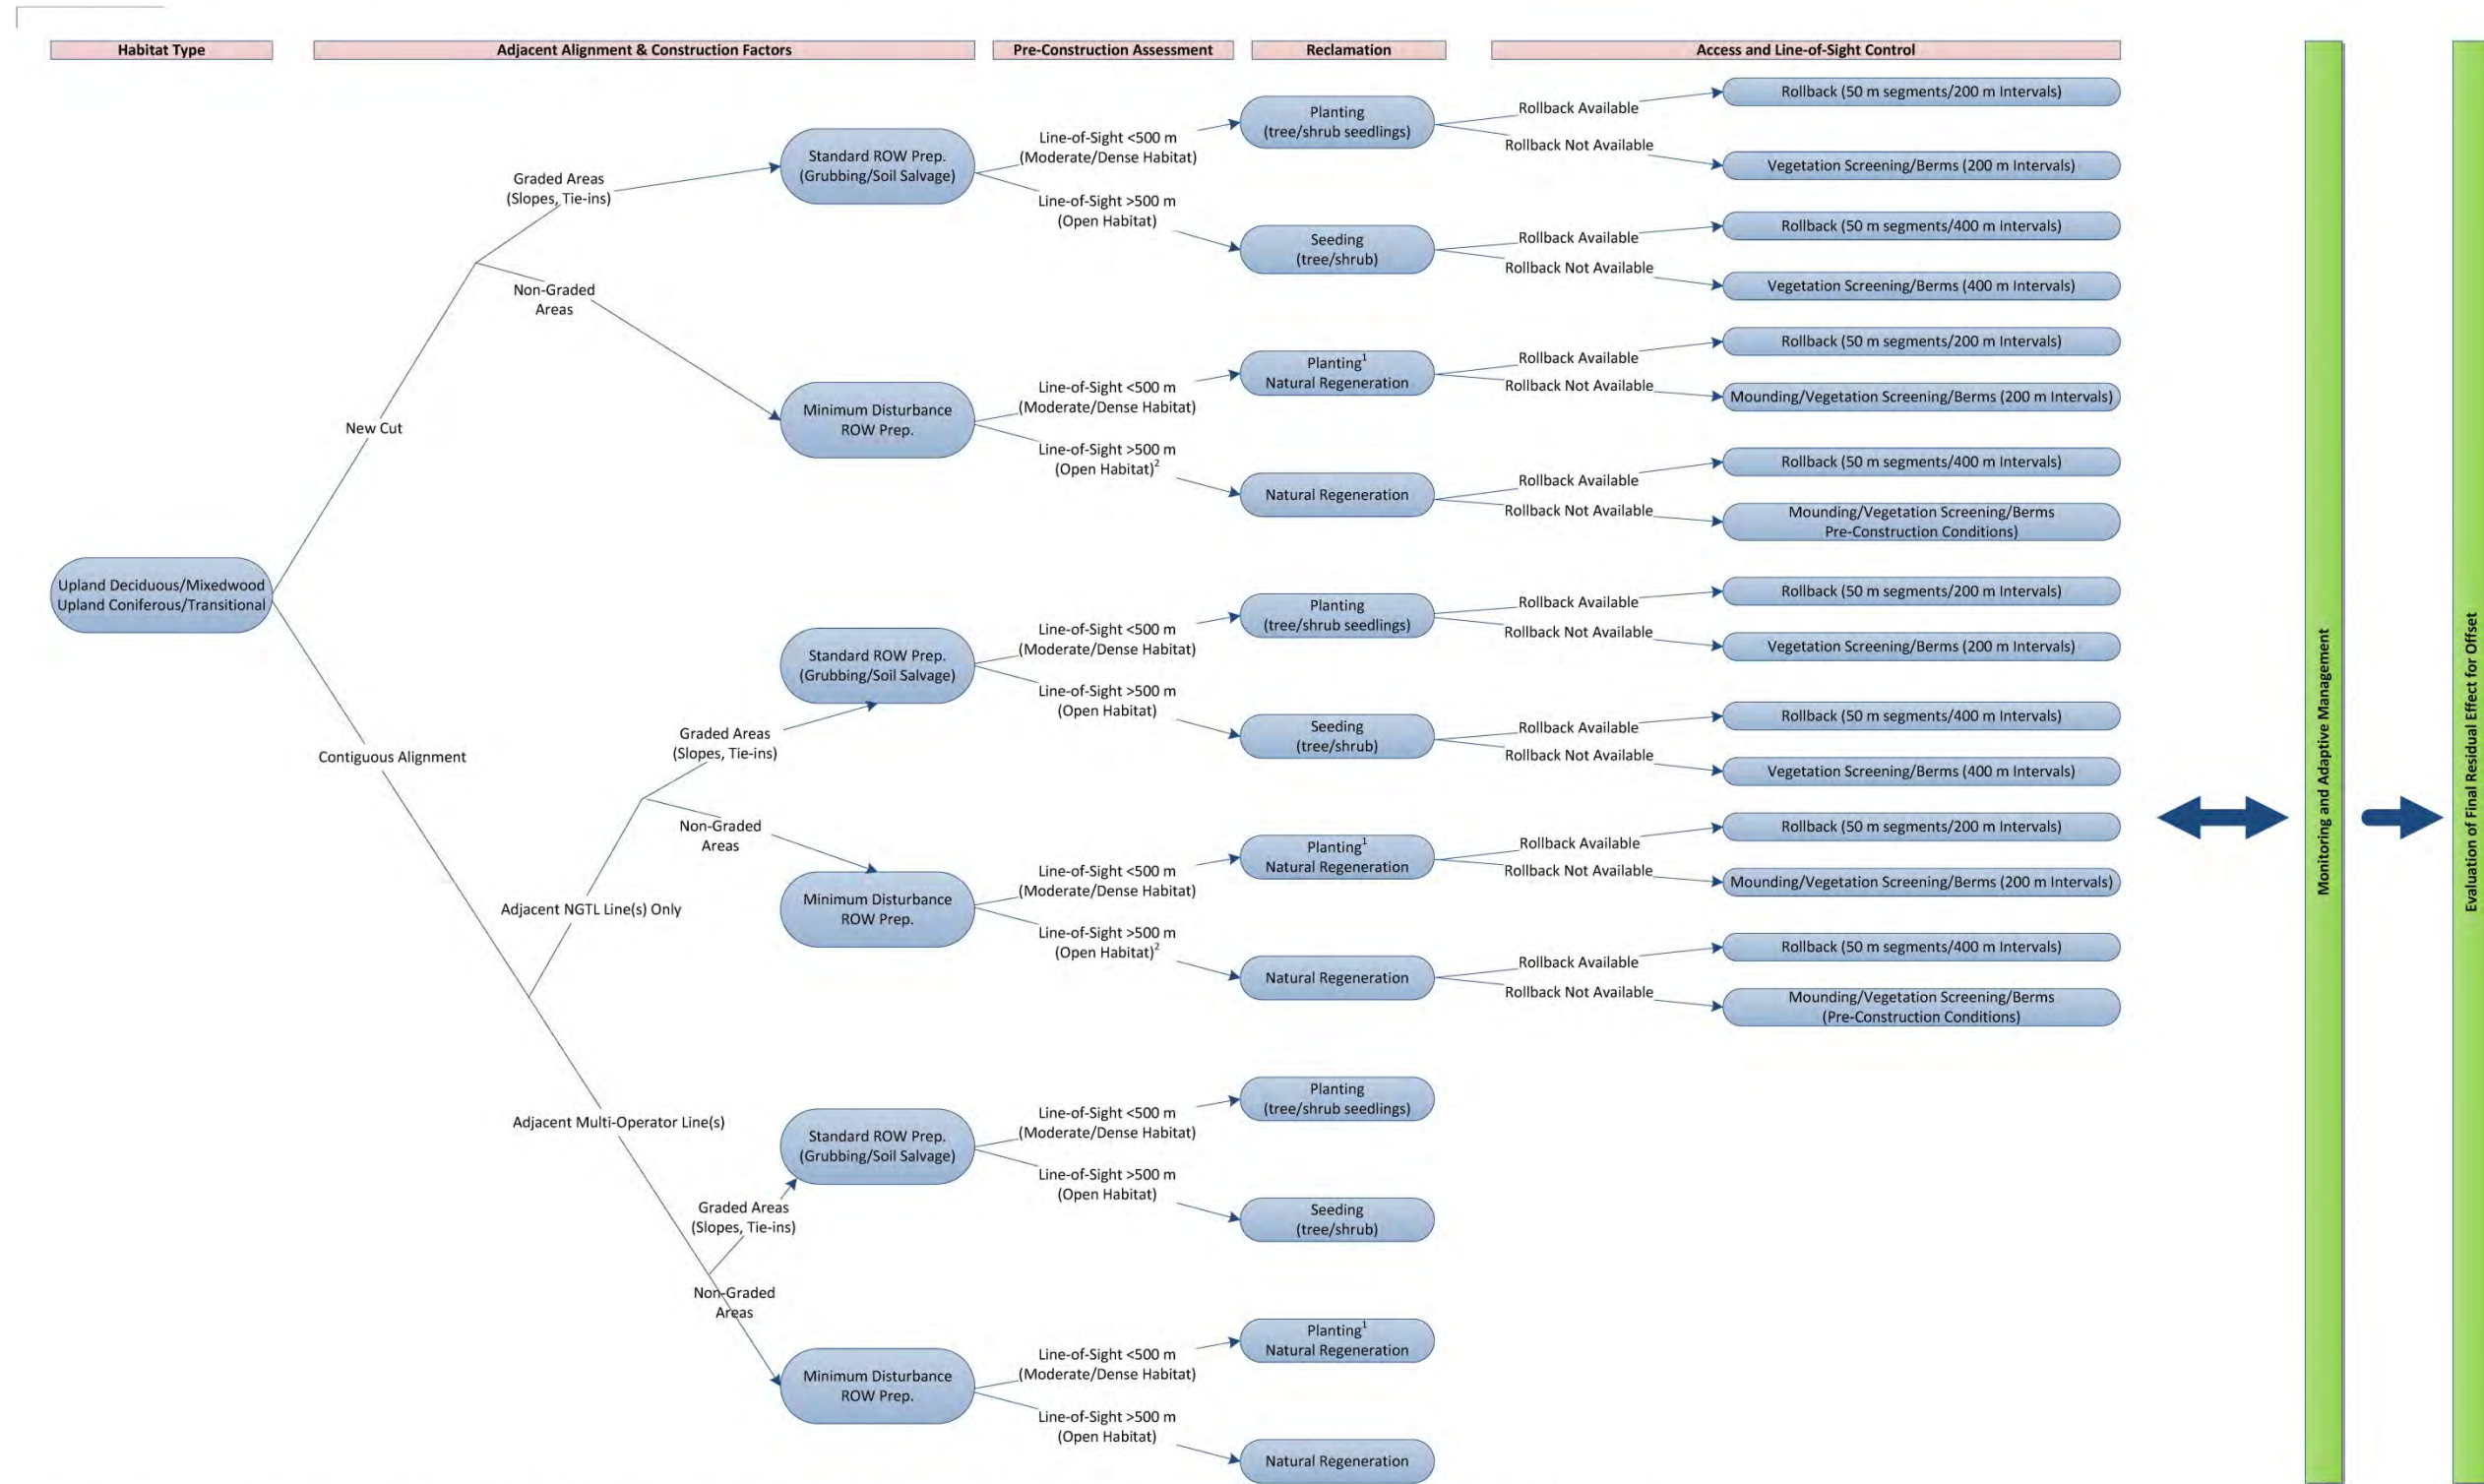 Habitat Type
Adjacent Alignment & Construction Factors
Pre-Construction Assessment
Reclamation
Access and Line-of-Sight Control
Upland Deciduous/Mixedwood
Upland Coniferous/Transitional
New Cut
Graded Areas
(Slopes, Tie-ins)
Standard ROW Prep.
(Grubbing/Soil Salvage)
Line-of-Sight <500 m
(Moderate/Dense Habitat)
Planting
(tree/shrub seedlings)
Rollback Available
Rollback (50 m segments/200 m Intervals)
Rollback Not Available
Vegetation Screening/Berms (200 m Intervals)
Line-of-Sight >500 m
(Open Habitat)
Seeding
(tree/shrub)
Rollback Available
Rollback (50 m segments/400 m Intervals)
Rollback Not Available
Vegetation Screening/Berms (400 m Intervals)
Non-Graded
Areas
Minimum Disturbance
ROW Prep.
Line-of-Sight <500 m
(Moderate/Dense Habitat)
Planting1
Natural Regeneration
Rollback Available
Rollback (50 m segments/200 m Intervals)
Rollback Not Available
Mounding/Vegetation Screening/Berms (200 m Intervals)
Line-of-Sight >500 m
(Open Habitat)2
Natural Regeneration
Rollback Available
Rollback (50 m segments/400 m Intervals)
Rollback Not Available
Mounding/Vegetation Screening/Berms
Pre-Construction Conditions)
Contiguous Alignment
Adjacent NGTL Line(s) Only
Graded Areas
(Slopes, Tie-ins)
Standard ROW Prep.
(Grubbing/Soil Salvage)
Line-of-Sight <500 m
(Moderate/Dense Habitat)
Planting
(tree/shrub seedlings)
Rollback Available
Rollback (50 m segments/200 m Intervals)
Rollback Not Available
Vegetation Screening/Berms (200 m Intervals)
Line-of-Sight >500 m
(Open Habitat)
Seeding
(tree/shrub)
Rollback Available
Rollback (50 m segments/400 m Intervals)
Rollback Not Available
Vegetation Screening/Berms (400 m Intervals)
Non-Graded
Areas
Minimum Disturbance
ROW Prep.
Line-of-Sight <500 m
(Moderate/Dense Habitat)
Planting1
Natural Regeneration
Rollback Available
Rollback (50 m segments/200 m Intervals)
Rollback Not Available
Mounding/Vegetation Screening/Berms (200 m Intervals)
Line-of-Sight >500 m
(Open Habitat)2
Natural Regeneration
Rollback Available
Rollback (50 m segments/400 m Intervals)
Rollback Not Available
Mounding/Vegetation Screening/Berms
(Pre-Construction Conditions)
Adjacent Multi-Operator Line(s)
Graded Areas
(Slopes, Tie-ins)
Standard ROW Prep.
(Grubbing/Soil Salvage)
Line-of-Sight <500 m
(Moderate/Dense Habitat)
Planting
(tree/shrub seedlings)
Line-of-Sight >500 m
(Open Habitat)
Seeding
(tree/shrub)
Non-Graded
Areas
Minimum Disturbance
ROW Prep.
Line-of-Sight <500 m
(Moderate/Dense Habitat)
Planting1
Natural Regeneration
Line-of-Sight >500 m
(Open Habitat)
Natural Regeneration
Monitoring and Adaptive Management
Evaluation of Final Residual Effect for Offset